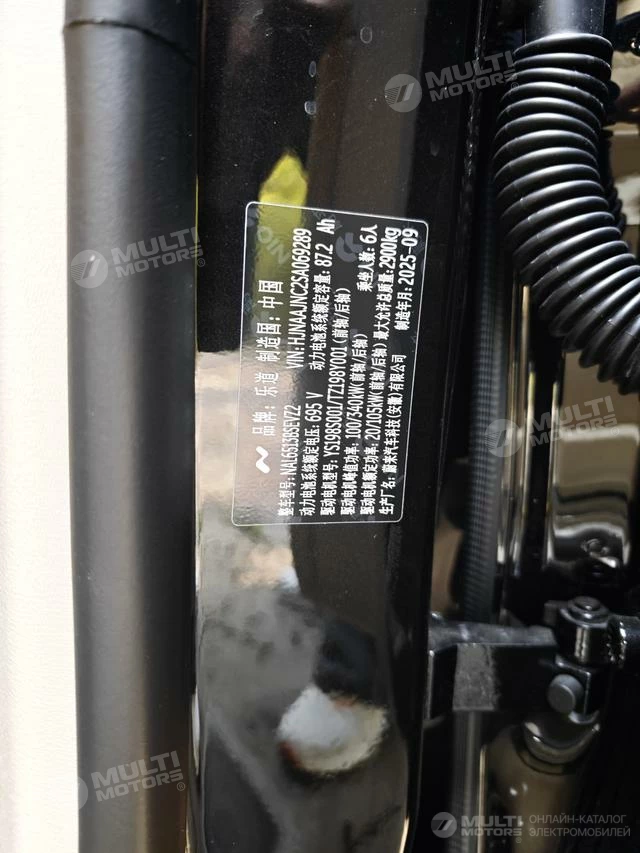 品牌: 乐道 制造国: 中国
整车型号: NAL6513BSEVZ2 VIN: HJNAAJNC2SA069289
动力电池系统额定电压: 695 V 动力电池系统额定容量: 87.2 Ah
驱动电机型号: YS198S001/TZ198Y001 (前轴/后轴) 乘坐人数: 6人
驱动电机峰值功率: 100/340kW(前轴/后轴)
驱动电机额定功率: 20/105kW(前轴/后轴) 最大允许总质量: 2900kg
生产厂名: 蔚来汽车科技(安徽)有限公司 制造年月: 2025-09
MULTI
MOTORS
MULTI
MOTORS
MULTI
MOTORS
MULTI
MOTORS
MULTI
MOTORS
ОНЛАЙН-КАТАЛОГ
ЭЛЕКТРОМОБИЛЕЙ